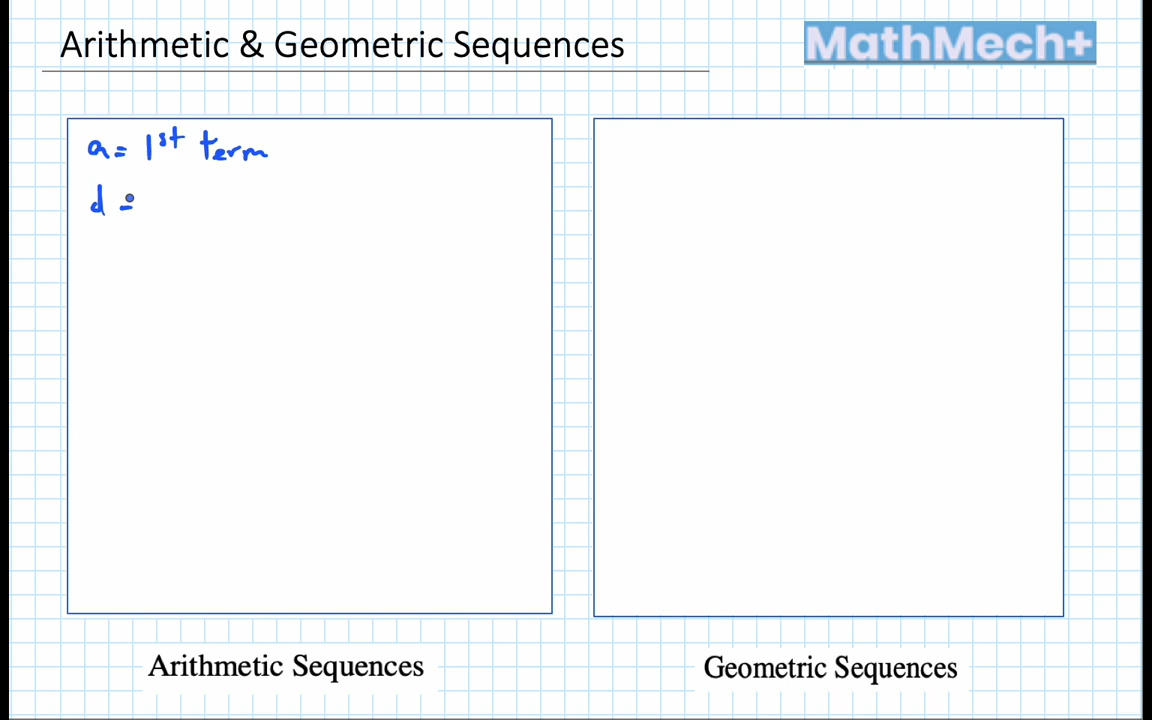 Arithmetic & Geometric Sequences
MathMech+
a = 1st term
d =
Arithmetic Sequences
Geometric Sequences